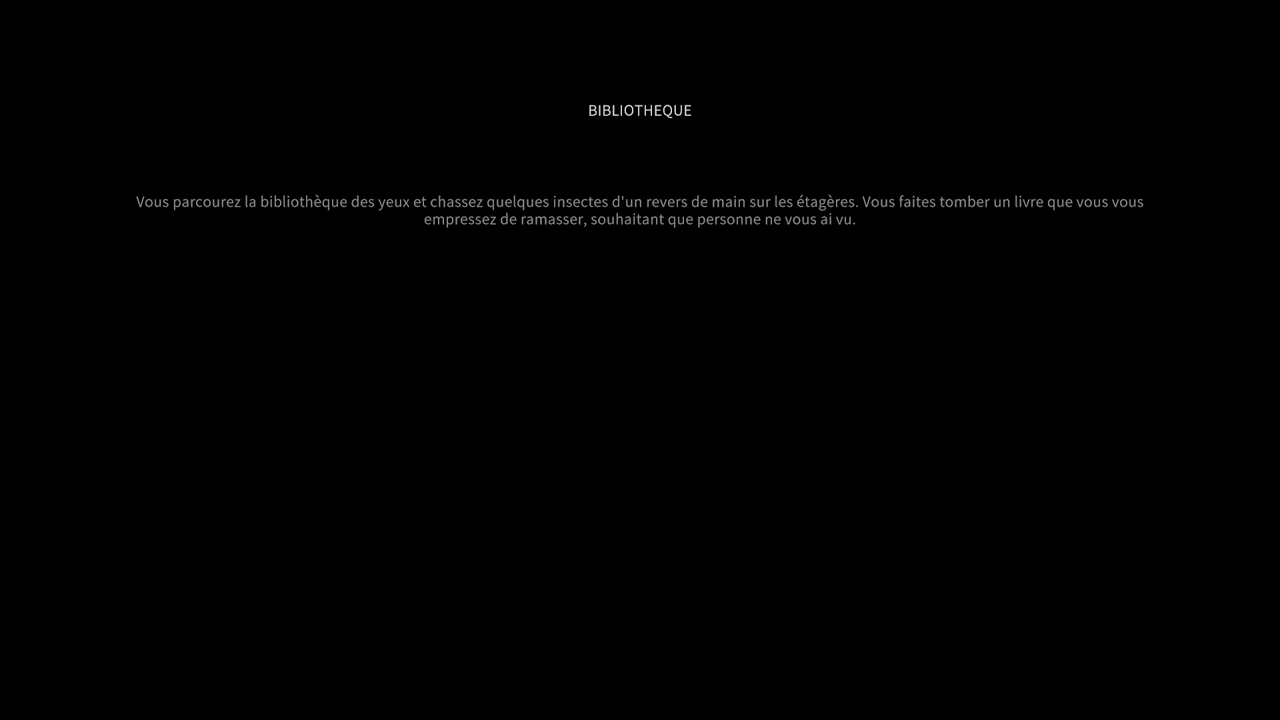 BIBLIOTHEQUE
Vous parcourez la bibliothèque des yeux et chassez quelques insectes d'un revers de main sur les étagères. Vous faites tomber un livre que vous vous
empressez de ramasser, souhaitant que personne ne vous ai vu.